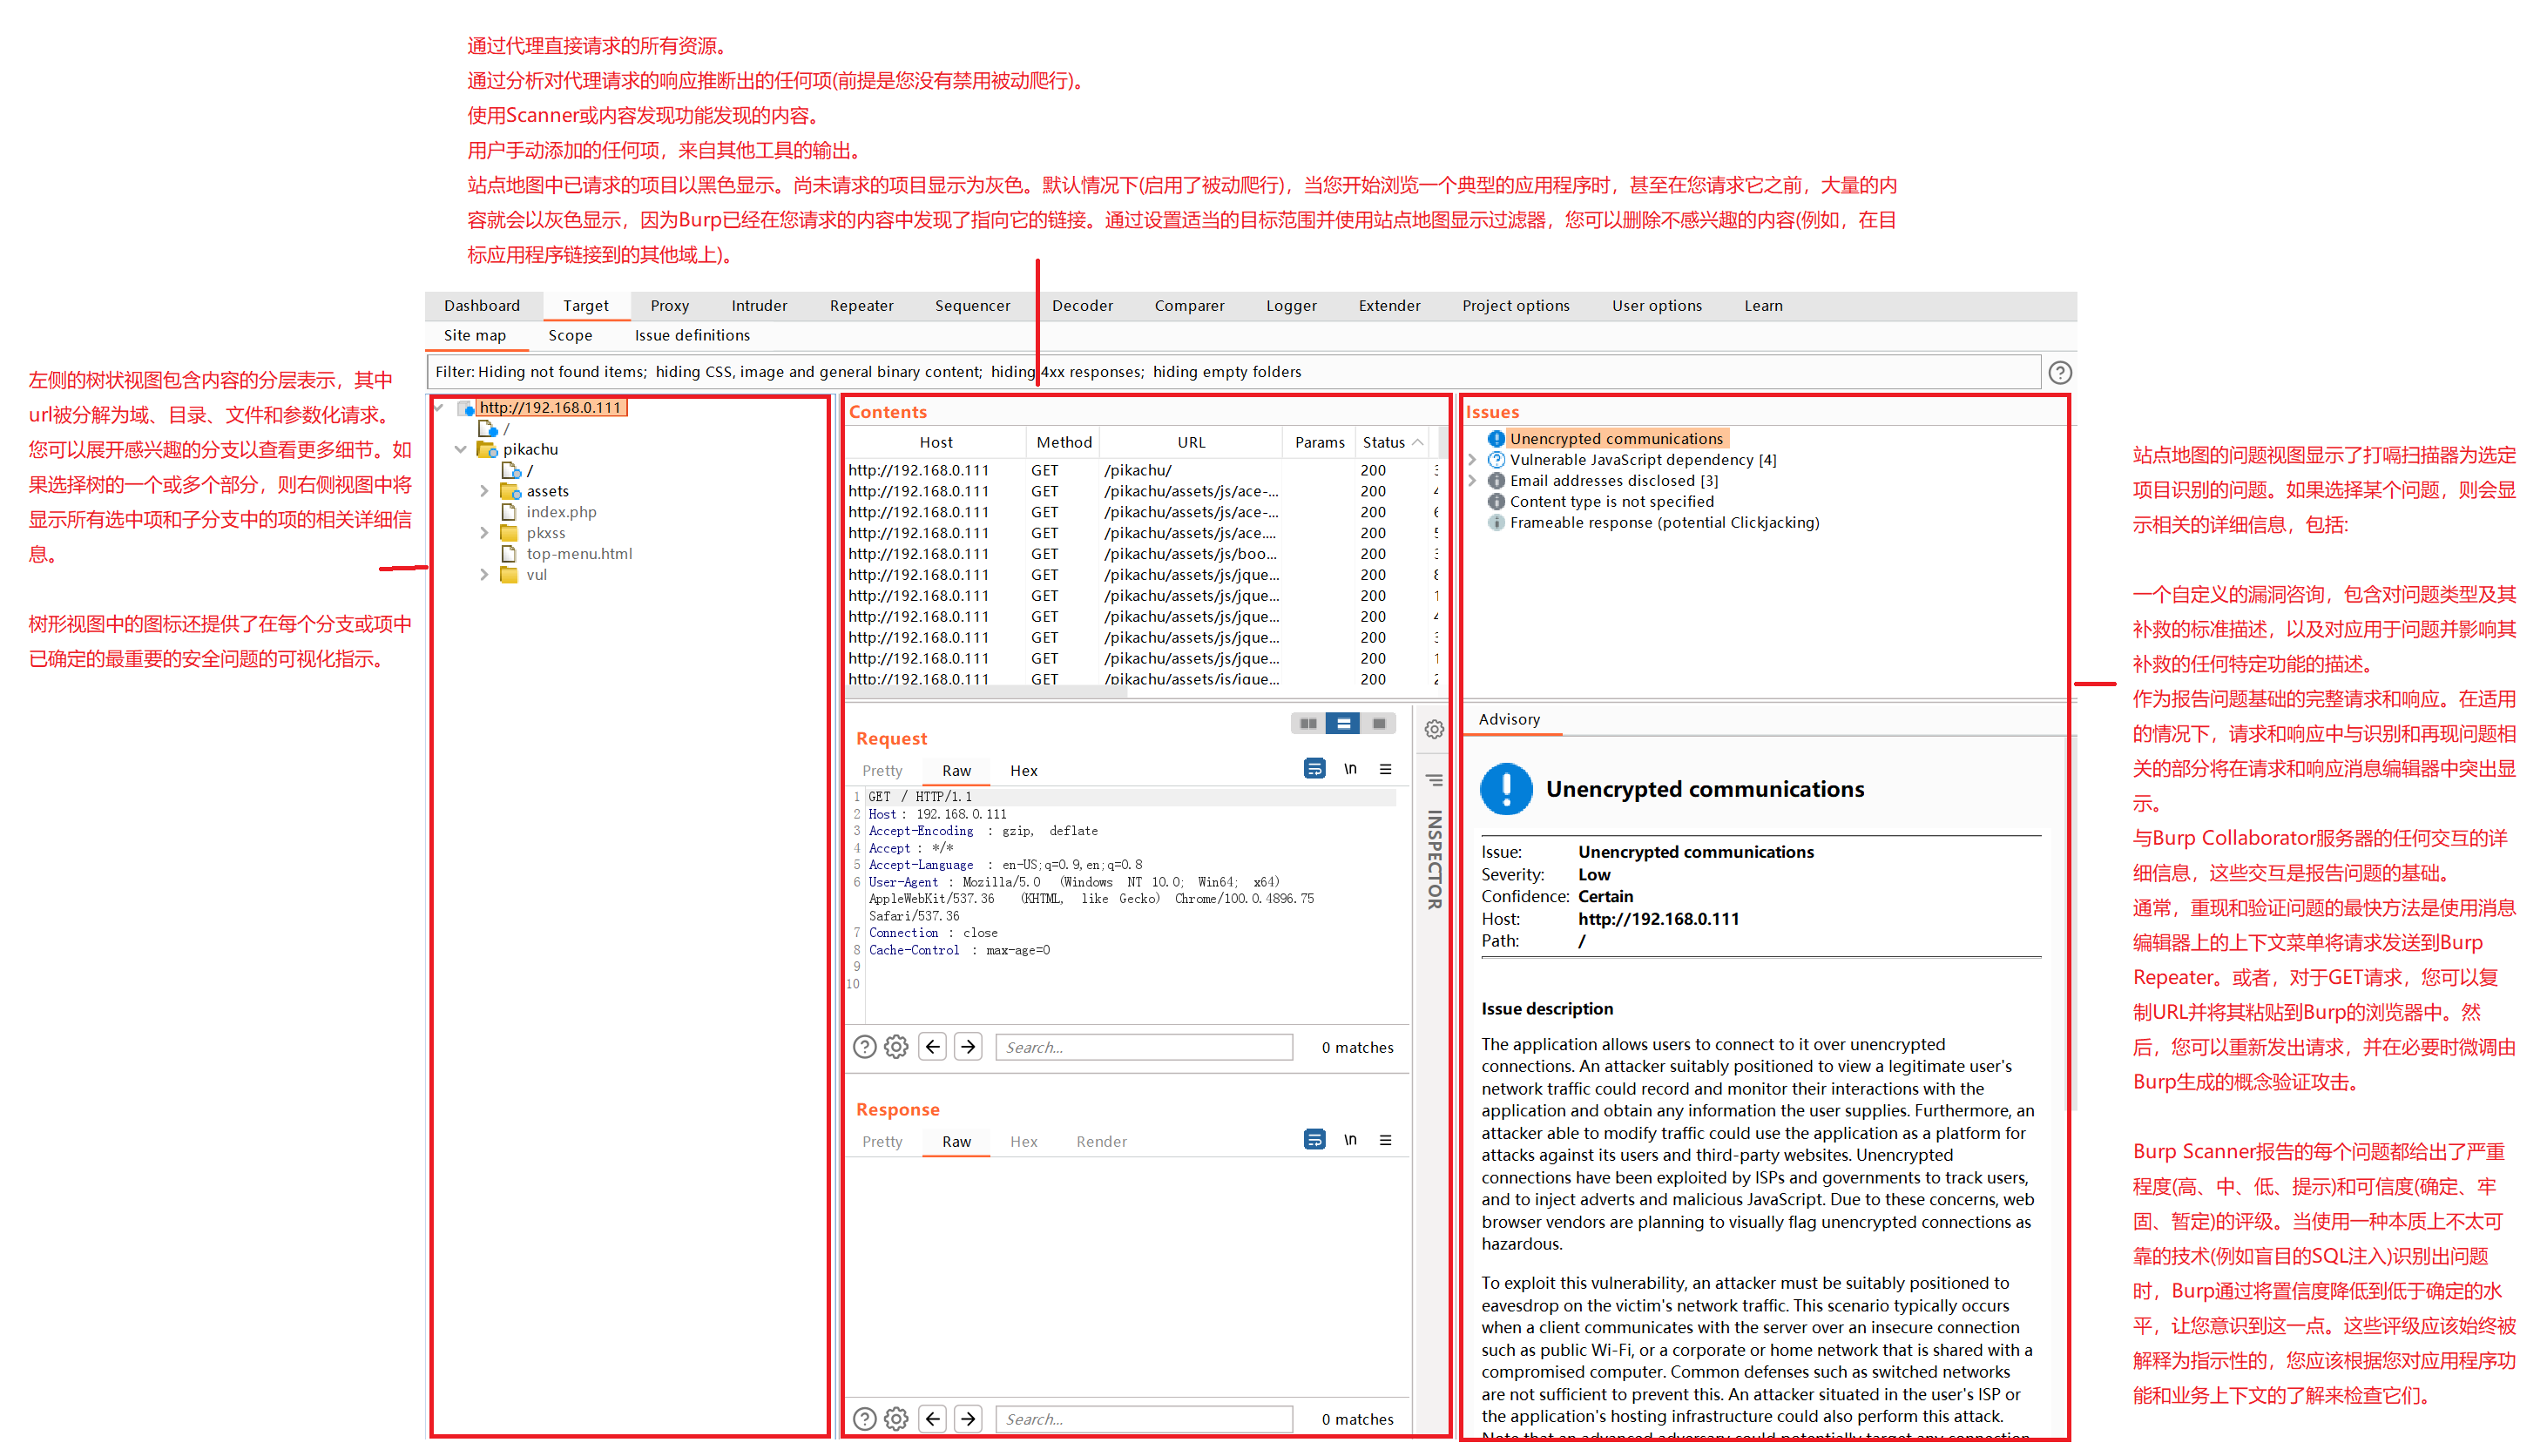 通过代理直接请求的所有资源。
通过分析对代理请求的响应推断出的任何项(前提是您没有禁用被动爬行)。
使用Scanner或内容发现功能发现的内容。
用户手动添加的任何项，来自其他工具的输出。
站点地图中已请求的项目以黑色显示。尚未请求的项目显示为灰色。默认情况下(启用了被动爬行)，当您开始浏览一个典型的应用程序时，甚至在您请求它之前，大量的内
容就会以灰色显示，因为Burp已经在您请求的内容中发现了指向它的链接。通过设置适当的目标范围并使用站点地图显示过滤器，您可以删除不感兴趣的内容(例如，在目
标应用程序链接到的其他域上)。
Dashboard Target Proxy Intruder Repeater Sequencer Decoder Comparer Logger Extender Project options User options Learn
Site map Scope Issue definitions
Filter: Hiding not found items; hiding CSS, image and general binary content; hiding 4xx responses; hiding empty folders
左侧的树状视图包含内容的分层表示，其中
url被分解为域、目录、文件和参数化请求。
您可以展开感兴趣的分支以查看更多细节。如
果选择树的一个或多个部分，则右侧视图中将
显示所有选中项和子分支中的项的相关详细信
息。
树形视图中的图标还提供了在每个分支或项中
已确定的最重要的安全问题的可视化指示。
http://192.168.0.111
/
pikachu
/
assets
index.php
pkxss
top-menu.html
vul
Contents
Host Method URL Params Status
http://192.168.0.111 GET /pikachu/ 200
http://192.168.0.111 GET /pikachu/assets/js/ace-... 200
http://192.168.0.111 GET /pikachu/assets/js/ace-... 200
http://192.168.0.111 GET /pikachu/assets/js/ace.... 200
http://192.168.0.111 GET /pikachu/assets/js/boo... 200
http://192.168.0.111 GET /pikachu/assets/js/jque... 200
http://192.168.0.111 GET /pikachu/assets/js/jque... 200
http://192.168.0.111 GET /pikachu/assets/js/jque... 200
http://192.168.0.111 GET /pikachu/assets/js/jque... 200
http://192.168.0.111 GET /pikachu/assets/js/jque... 200
http://192.168.0.111 GET /pikachu/assets/js/jque... 200
Request
Pretty Raw Hex \n
1 GET / HTTP/1.1
2 Host : 192.168.0.111
3 Accept-Encoding : gzip, deflate
4 Accept : */*
5 Accept-Language : en-US;q=0.9,en;q=0.8
6 User-Agent : Mozilla/5.0 (Windows NT 10.0; Win64; x64)
AppleWebKit/537.36 (KHTML, like Gecko) Chrome/100.0.4896.75
Safari/537.36
7 Connection : close
8 Cache-Control : max-age=0
9
10
Search... 0 matches
Response
Pretty Raw Hex Render \n
Search... 0 matches
INSPECTOR
Issues
Unencrypted communications
Vulnerable JavaScript dependency [4]
Email addresses disclosed [3]
Content type is not specified
Frameable response (potential Clickjacking)
Advisory
Unencrypted communications
Issue: Unencrypted communications
Severity: Low
Confidence: Certain
Host: http://192.168.0.111
Path: /
Issue description
The application allows users to connect to it over unencrypted
connections. An attacker suitably positioned to view a legitimate user's
network traffic could record and monitor their interactions with the
application and obtain any information the user supplies. Furthermore, an
attacker able to modify traffic could use the application as a platform for
attacks against its users and third-party websites. Unencrypted
connections have been exploited by ISPs and governments to track users,
and to inject adverts and malicious JavaScript. Due to these concerns, web
browser vendors are planning to visually flag unencrypted connections as
hazardous.
To exploit this vulnerability, an attacker must be suitably positioned to
eavesdrop on the victim's network traffic. This scenario typically occurs
when a client communicates with the server over an insecure connection
such as public Wi-Fi, or a corporate or home network that is shared with a
compromised computer. Common defenses such as switched networks
are not sufficient to prevent this. An attacker situated in the user's ISP or
the application's hosting infrastructure could also perform this attack.
Note that an advanced adversary could potentially target any connection
站点地图的问题视图显示了打嗝扫描器为选定
项目识别的问题。如果选择某个问题，则会显
示相关的详细信息，包括:
一个自定义的漏洞咨询，包含对问题类型及其
补救的标准描述，以及对应用于问题并影响其
补救的任何特定功能的描述。
作为报告问题基础的完整请求和响应。在适用
的情况下，请求和响应中与识别和再现问题相
关的部分将在请求和响应消息编辑器中突出显
示。
与Burp Collaborator服务器的任何交互的详
细信息，这些交互是报告问题的基础。
通常，重现和验证问题的最快方法是使用消息
编辑器上的上下文菜单将请求发送到Burp
Repeater。或者，对于GET请求，您可以复
制URL并将其粘贴到Burp的浏览器中。然
后，您可以重新发出请求，并在必要时微调由
Burp生成的概念验证攻击。
Burp Scanner报告的每个问题都给出了严重
程度(高、中、低、提示)和可信度(确定、牢
固、暂定)的评级。当使用一种本质上不太可
靠的技术(例如盲目的SQL注入)识别出问题
时，Burp通过将置信度降低到低于确定的水
平，让您意识到这一点。这些评级应该始终被
解释为指示性的，您应该根据您对应用程序功
能和业务上下文的了解来检查它们。